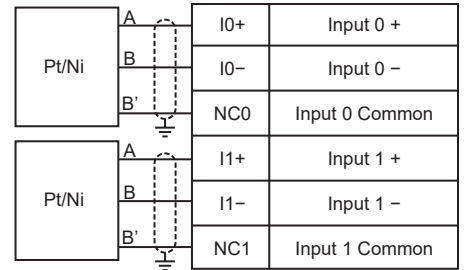 A I0+ Input 0 +
Pt/Ni B I0− Input 0 −
B’ NC0 Input 0 Common
A I1+ Input 1 +
Pt/Ni B I1− Input 1 −
B’ NC1 Input 1 Common